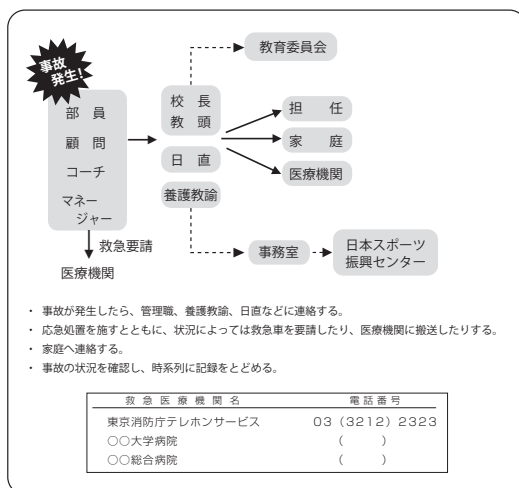 教育委員会
事故
発生!
部員
顧問
コーチ
マネー
ジャー
校長
教頭
日直
養護教諭
担任
家庭
医療機関
救急要請
医療機関
事務室
日本スポーツ
振興センター
・ 事故が発生したら、管理職、養護教諭、日直などに連絡する。
・ 応急処置を施すとともに、状況によっては救急車を要請したり、医療機関に搬送したりする。
・ 家庭へ連絡する。
・ 事故の状況を確認し、時系列に記録をとどめる。
救急医療機関名 電話番号
東京消防庁テレホンサービス 03(3212)2323
○○大学病院 ( )
○○総合病院 ( )